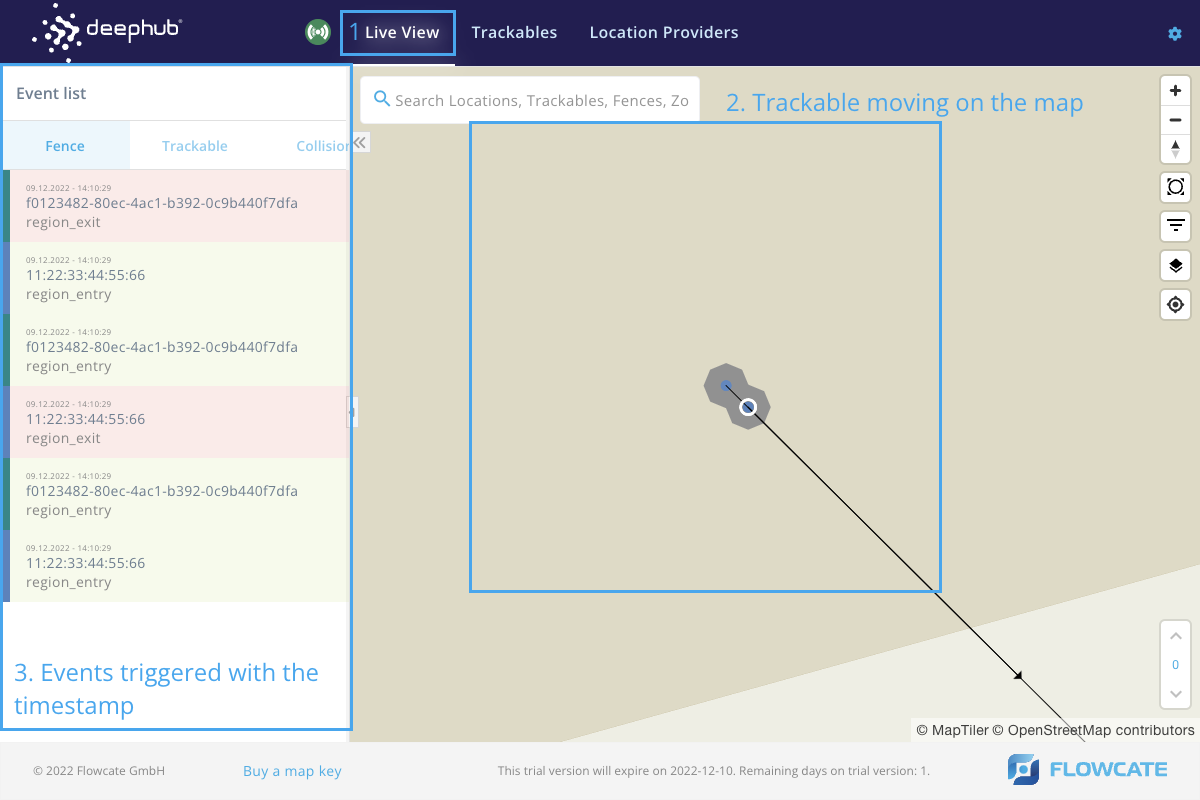 deephub
1 Live View
Trackables
Location Providers
Event list
Search Locations, Trackables, Fences, Zo
2. Trackable moving on the map
Fence
Trackable
Collision
09.12.2022 - 14:10:29
f0123482-80ec-4ac1-b392-0c9b440f7dfa
region_exit
09.12.2022 - 14:10:29
11:22:33:44:55:66
region_entry
09.12.2022 - 14:10:29
f0123482-80ec-4ac1-b392-0c9b440f7dfa
region_entry
09.12.2022 - 14:10:29
11:22:33:44:55:66
region_exit
09.12.2022 - 14:10:29
f0123482-80ec-4ac1-b392-0c9b440f7dfa
region_entry
09.12.2022 - 14:10:29
11:22:33:44:55:66
region_entry
3. Events triggered with the
timestamp
0
© MapTiler © OpenStreetMap contributors
© 2022 Flowcate GmbH
Buy a map key
This trial version will expire on 2022-12-10. Remaining days on trial version: 1.
FLOWCATE